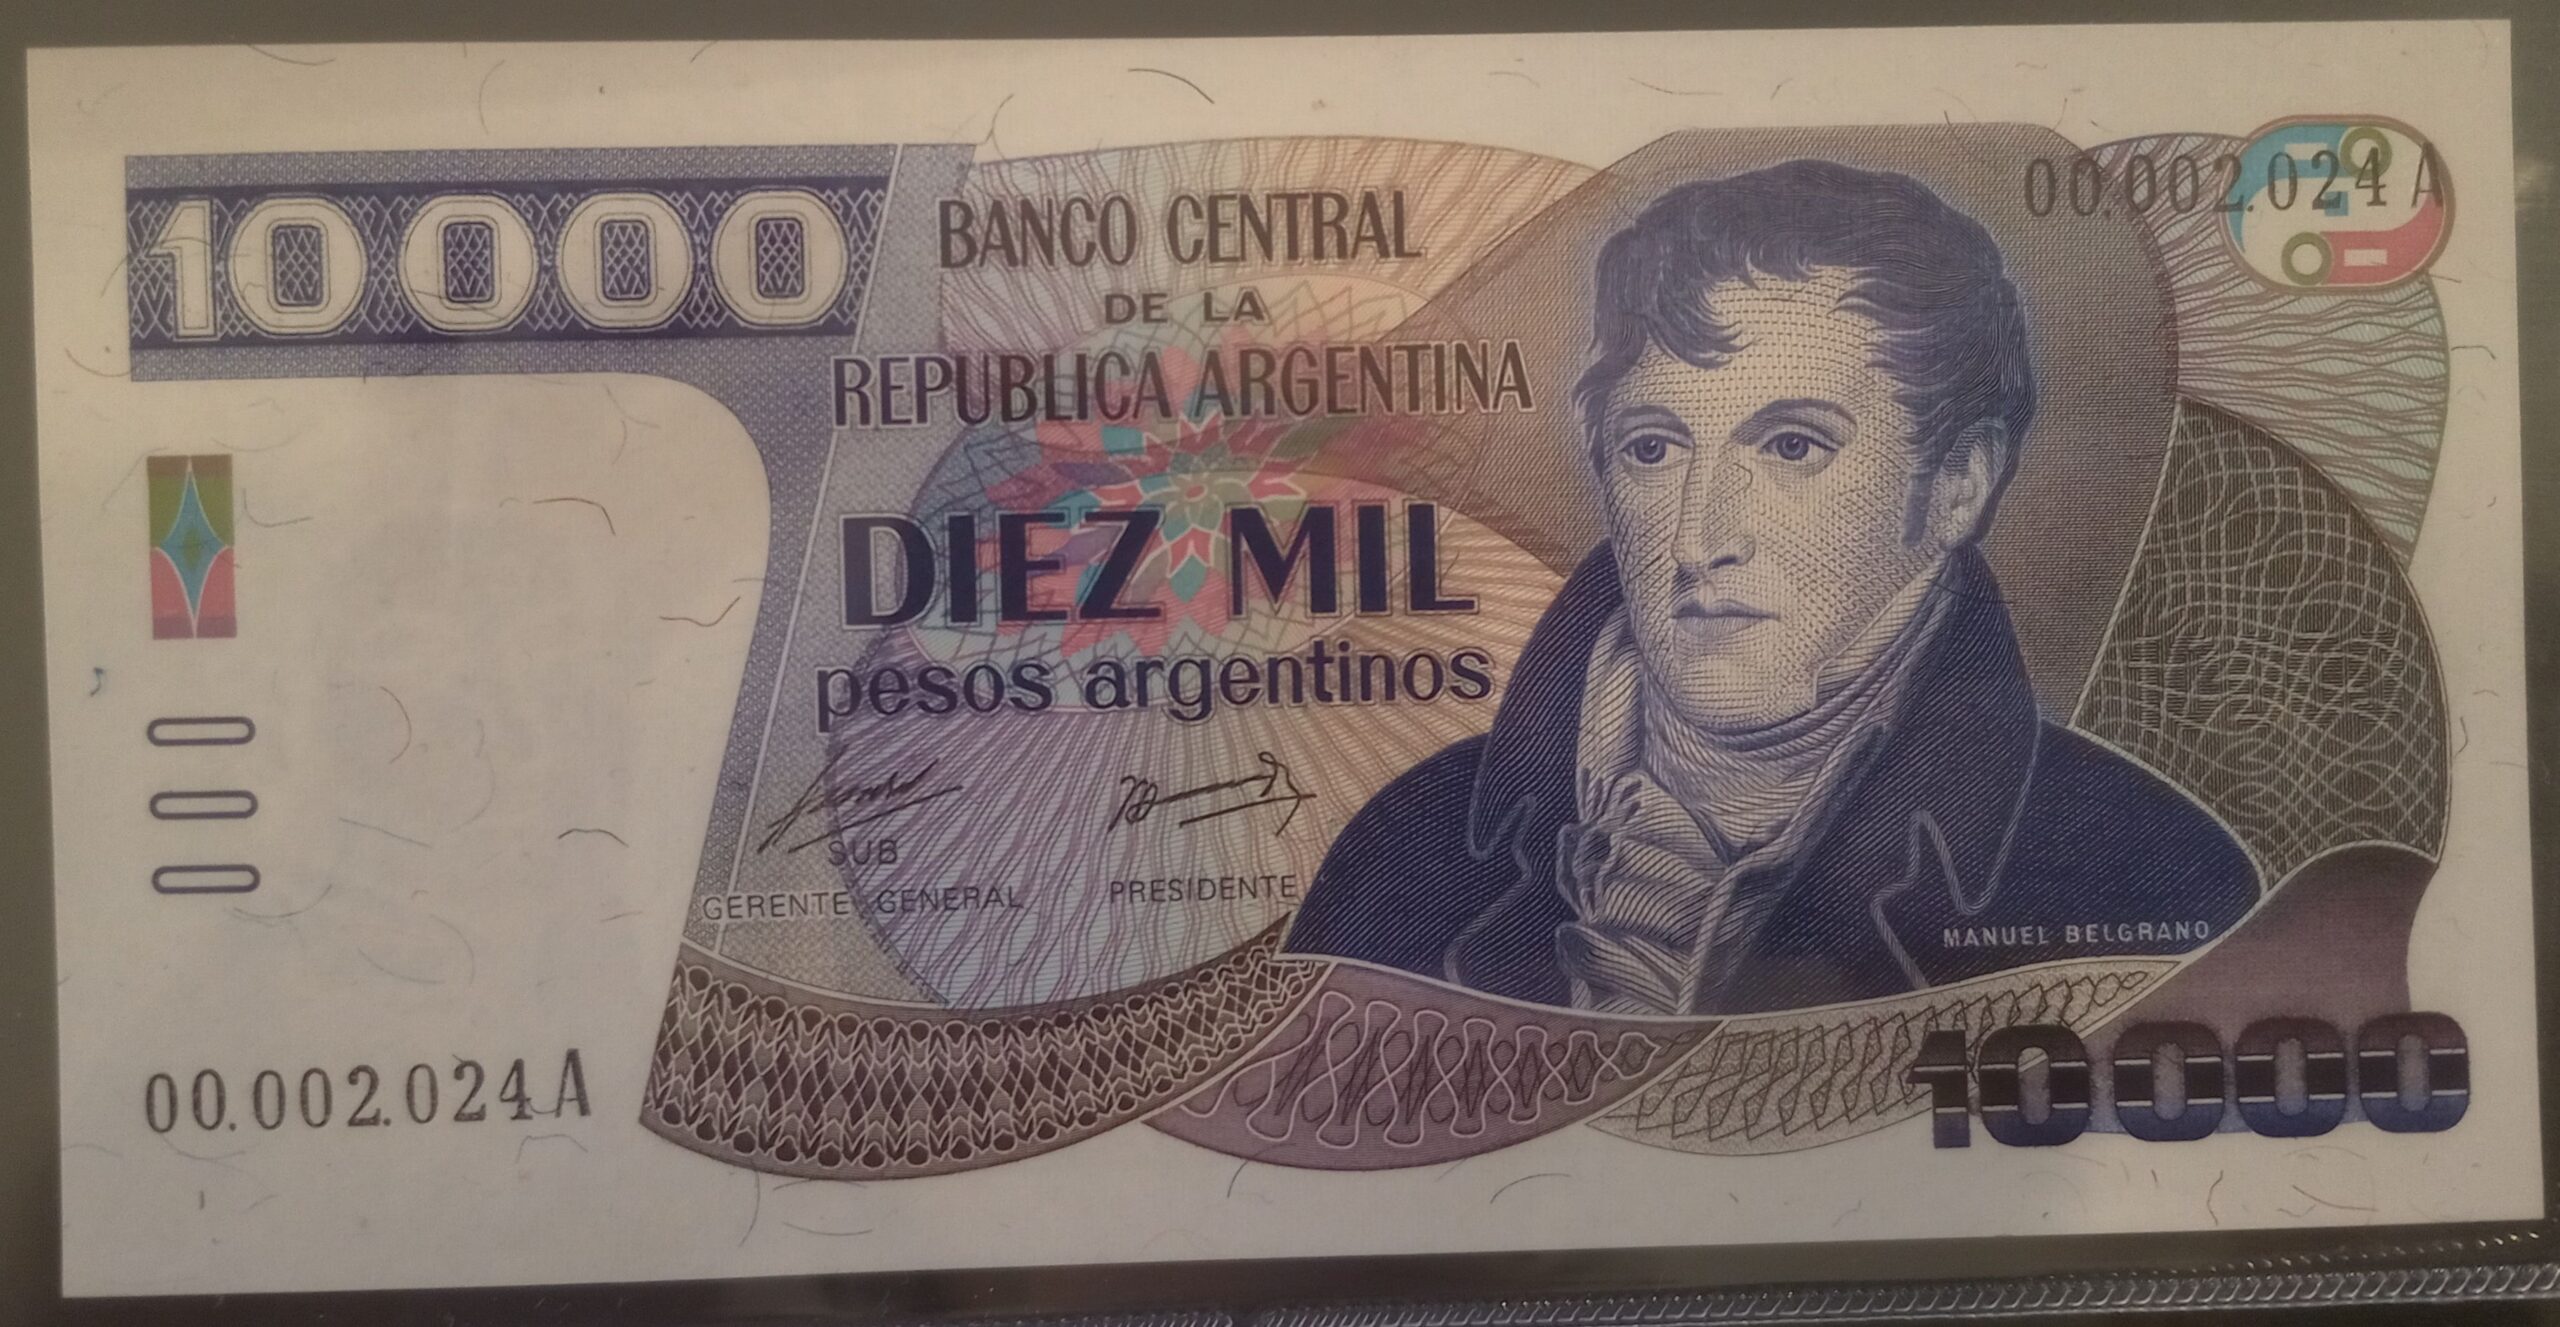 10000
00.002.024 A
BANCO CENTRAL
DE LA
REPUBLICA ARGENTINA
DIEZ MIL
pesos argentinos
SUB
GERENTE GENERAL
PRESIDENTE
MANUEL BELGRANO
00.002.024 A
10000